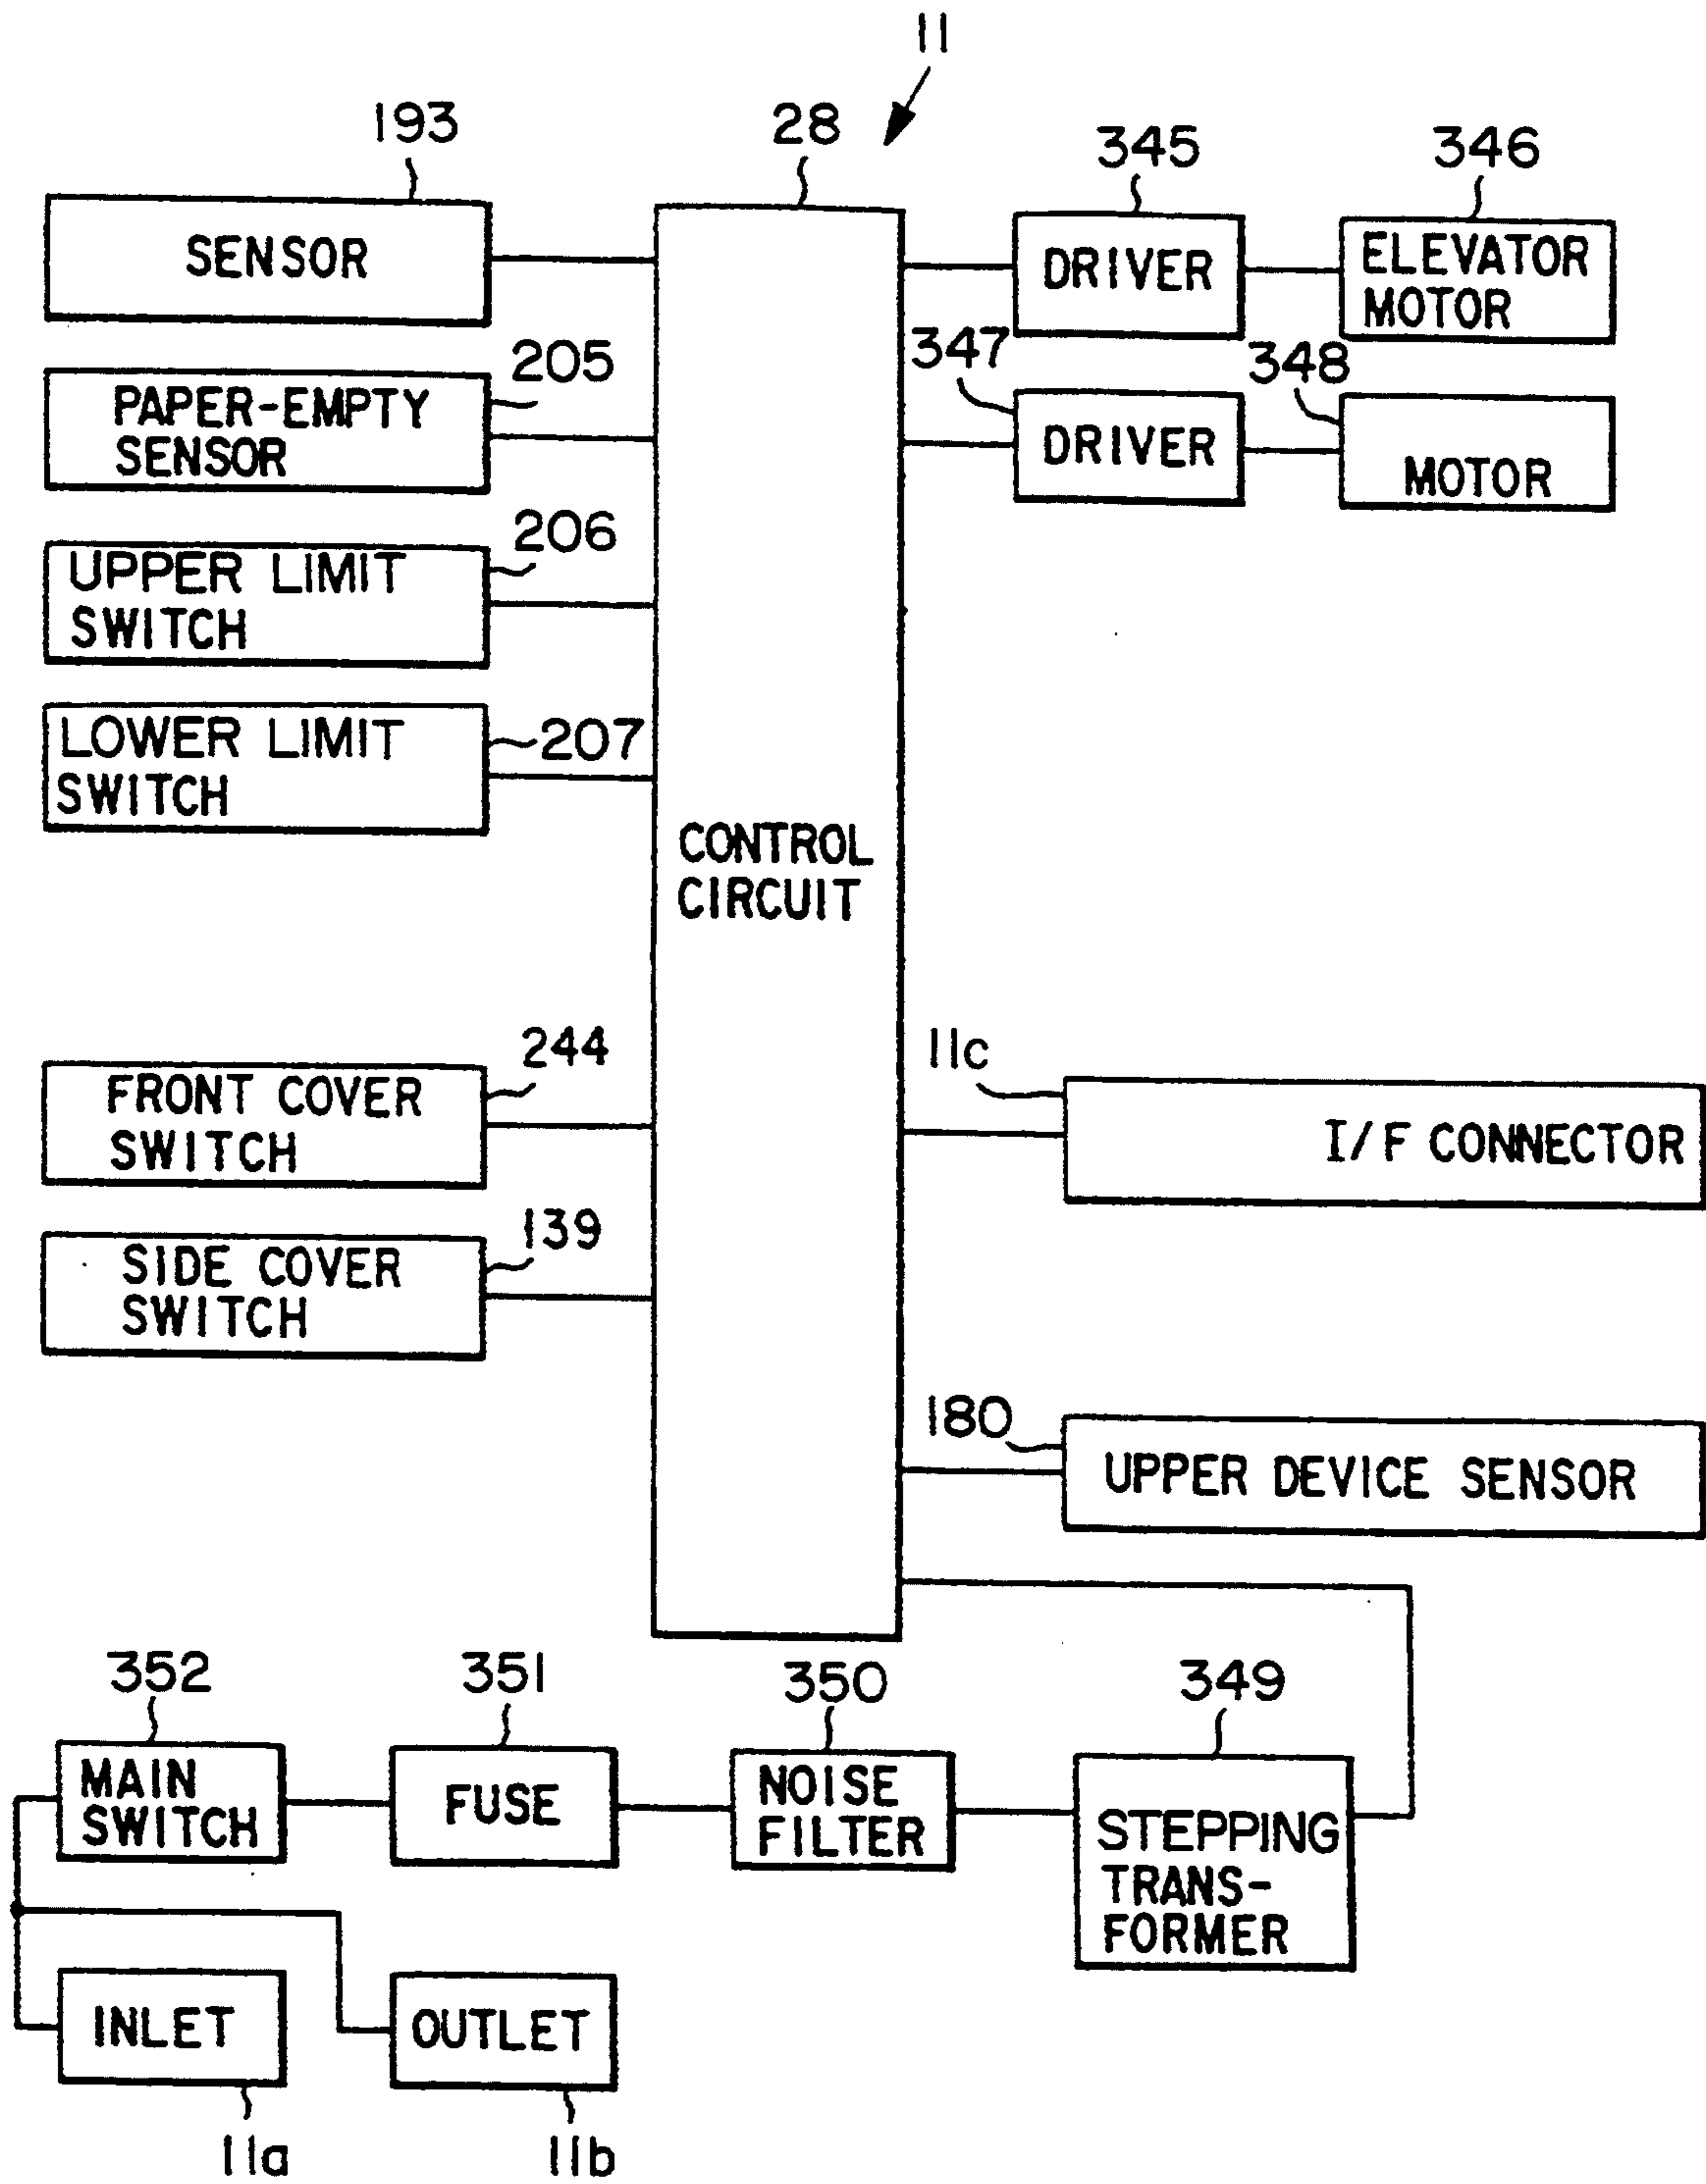 11
193
28
345
346
SENSOR
DRIVER
ELEVATOR
MOTOR
205
347
348
PAPER-EMPTY
SENSOR
DRIVER
MOTOR
206
UPPER LIMIT
SWITCH
207
LOWER LIMIT
SWITCH
CONTROL
CIRCUIT
244
11c
FRONT COVER
SWITCH
I/F CONNECTOR
139
SIDE COVER
SWITCH
180
UPPER DEVICE SENSOR
352
351
350
349
MAIN
SWITCH
FUSE
NOISE
FILTER
STEPPING
TRANS-
FORMER
INLET
OUTLET
11a
11b